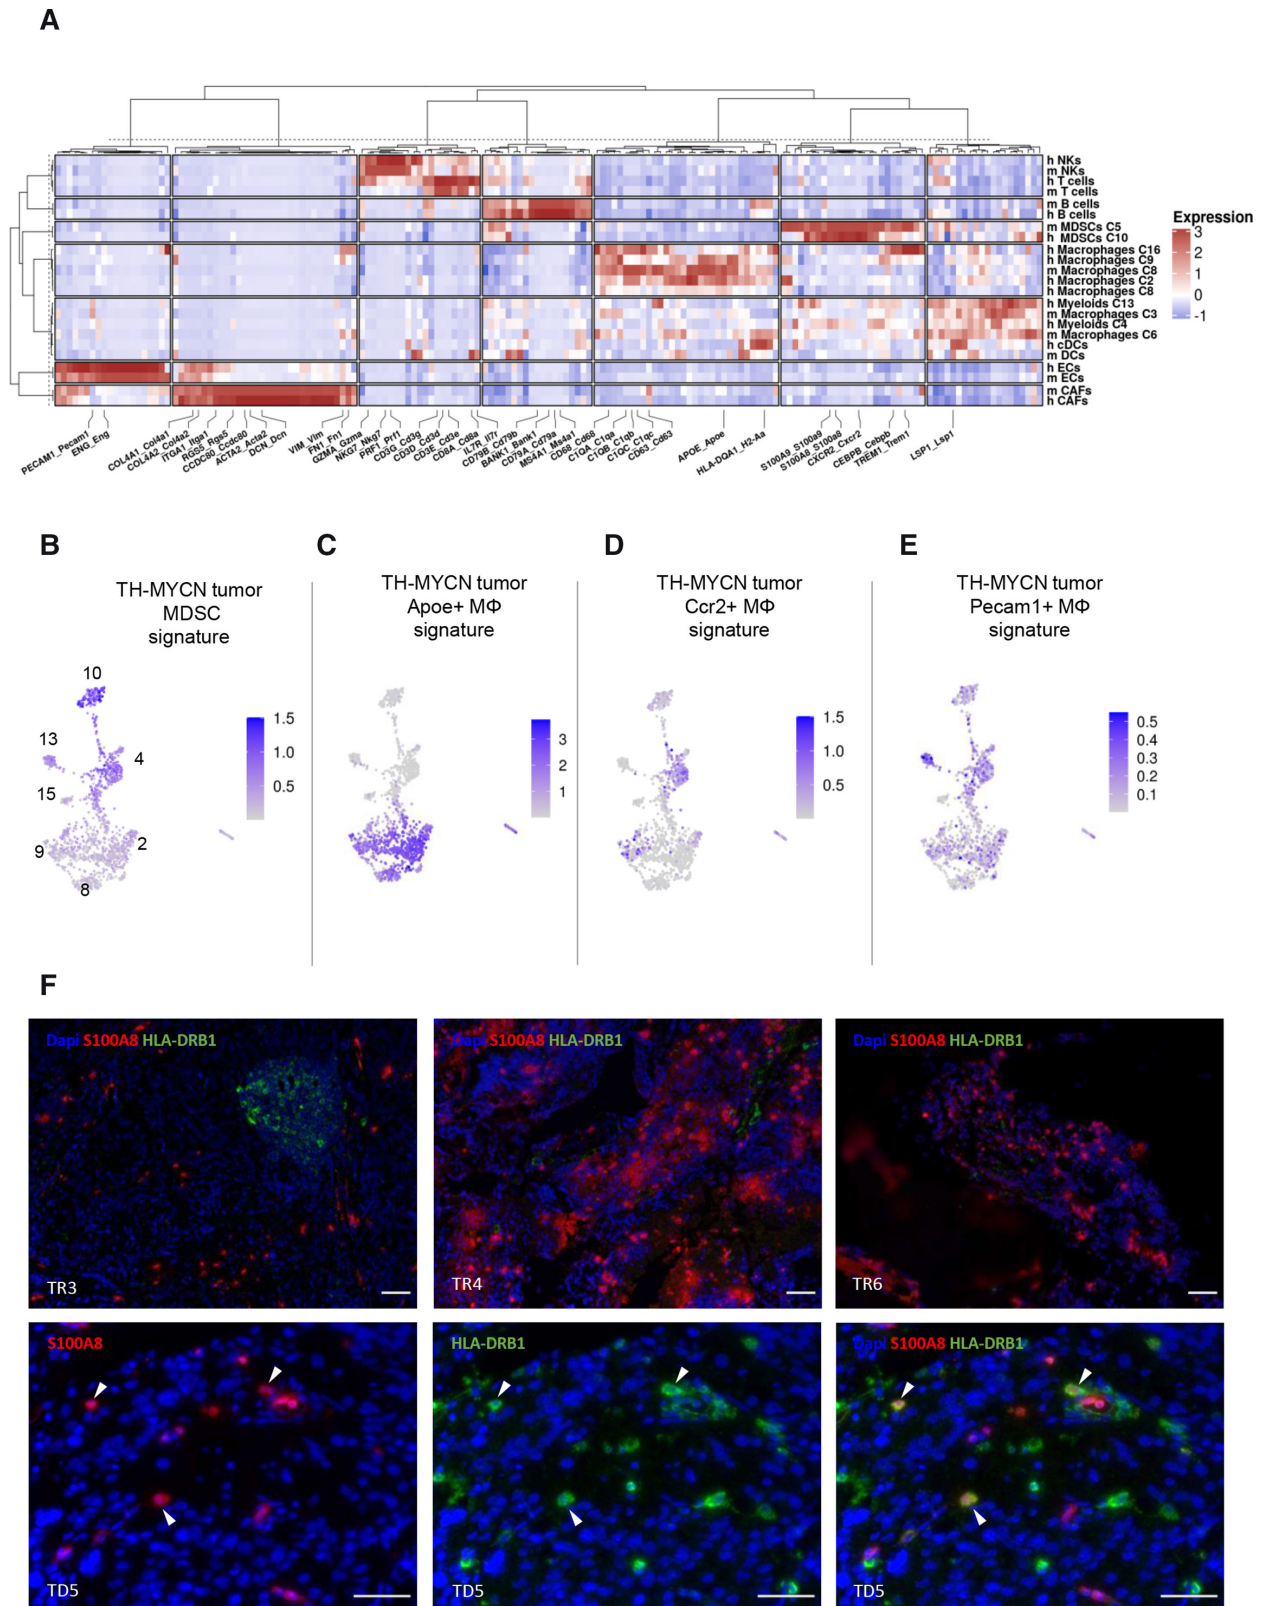 A
h NKs
m NKs
h T cells
m T cells
m B cells
h B cells
m MDSCs C5
h MDSCs C10
h Macrophages C16
h Macrophages C9
m Macrophages C8
h Macrophages C2
h Macrophages C8
h Myeloids C13
m Macrophages C3
h Myeloids C4
m Macrophages C6
h cDCs
m DCs
h ECs
m ECs
m CAFs
h CAFs
Expression
3
2
1
0
-1
PECAM1_Pecam1
ENG_Eng
COL4A1_Col4a1
COL4A2_Col4a2
ITGA1_Itga1
RGS5_Rgs5
CCDC80_Ccdc80
ACTA2_Acta2
DCN_Dcn
VIM_Vim
FN1_Fn1
GZMA_Gzma
NKG7_Nkg7
PRF1_Prf1
CD3G_Cd3g
CD3D_Cd3d
CD3E_Cd3e
CD8A_Cd8a
IL7R_Il7r
CD79B_Cd79b
BANK1_Bank1
CD79A_Cd79a
MS4A1_Ms4a1
CD68_Cd68
C1QA_C1qa
C1QB_C1qb
C1QC_C1qc
CD63_Cd63
APOE_Apoe
HLA-DQA1_H2-Aa
S100A9_S100a9
S100A8_S100a8
CXCR2_Cxcr2
CEBPB_Cebpb
TREM1_Trem1
LSP1_Lsp1
B
TH-MYCN tumor
MDSC
signature
10
13
4
15
9
2
8
1.5
1.0
0.5
C
TH-MYCN tumor
Apoe+ MΦ
signature
3
2
1
D
TH-MYCN tumor
Ccr2+ MΦ
signature
1.5
1.0
0.5
E
TH-MYCN tumor
Pecam1+ MΦ
signature
0.5
0.4
0.3
0.2
0.1
F
Dapi S100A8 HLA-DRB1
TR3
Dapi S100A8 HLA-DRB1
TR4
Dapi S100A8 HLA-DRB1
TR6
S100A8
TD5
HLA-DRB1
TD5
Dapi S100A8 HLA-DRB1
TD5